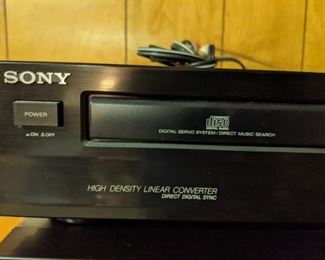 SONY
POWER
ON OFF
COMPACT
disc
DIGITAL AUDIO
DIGITAL SERVO SYSTEM/DIRECT MUSIC SEARCH
HIGH DENSITY LINEAR CONVERTER
DIRECT DIGITAL SYNC